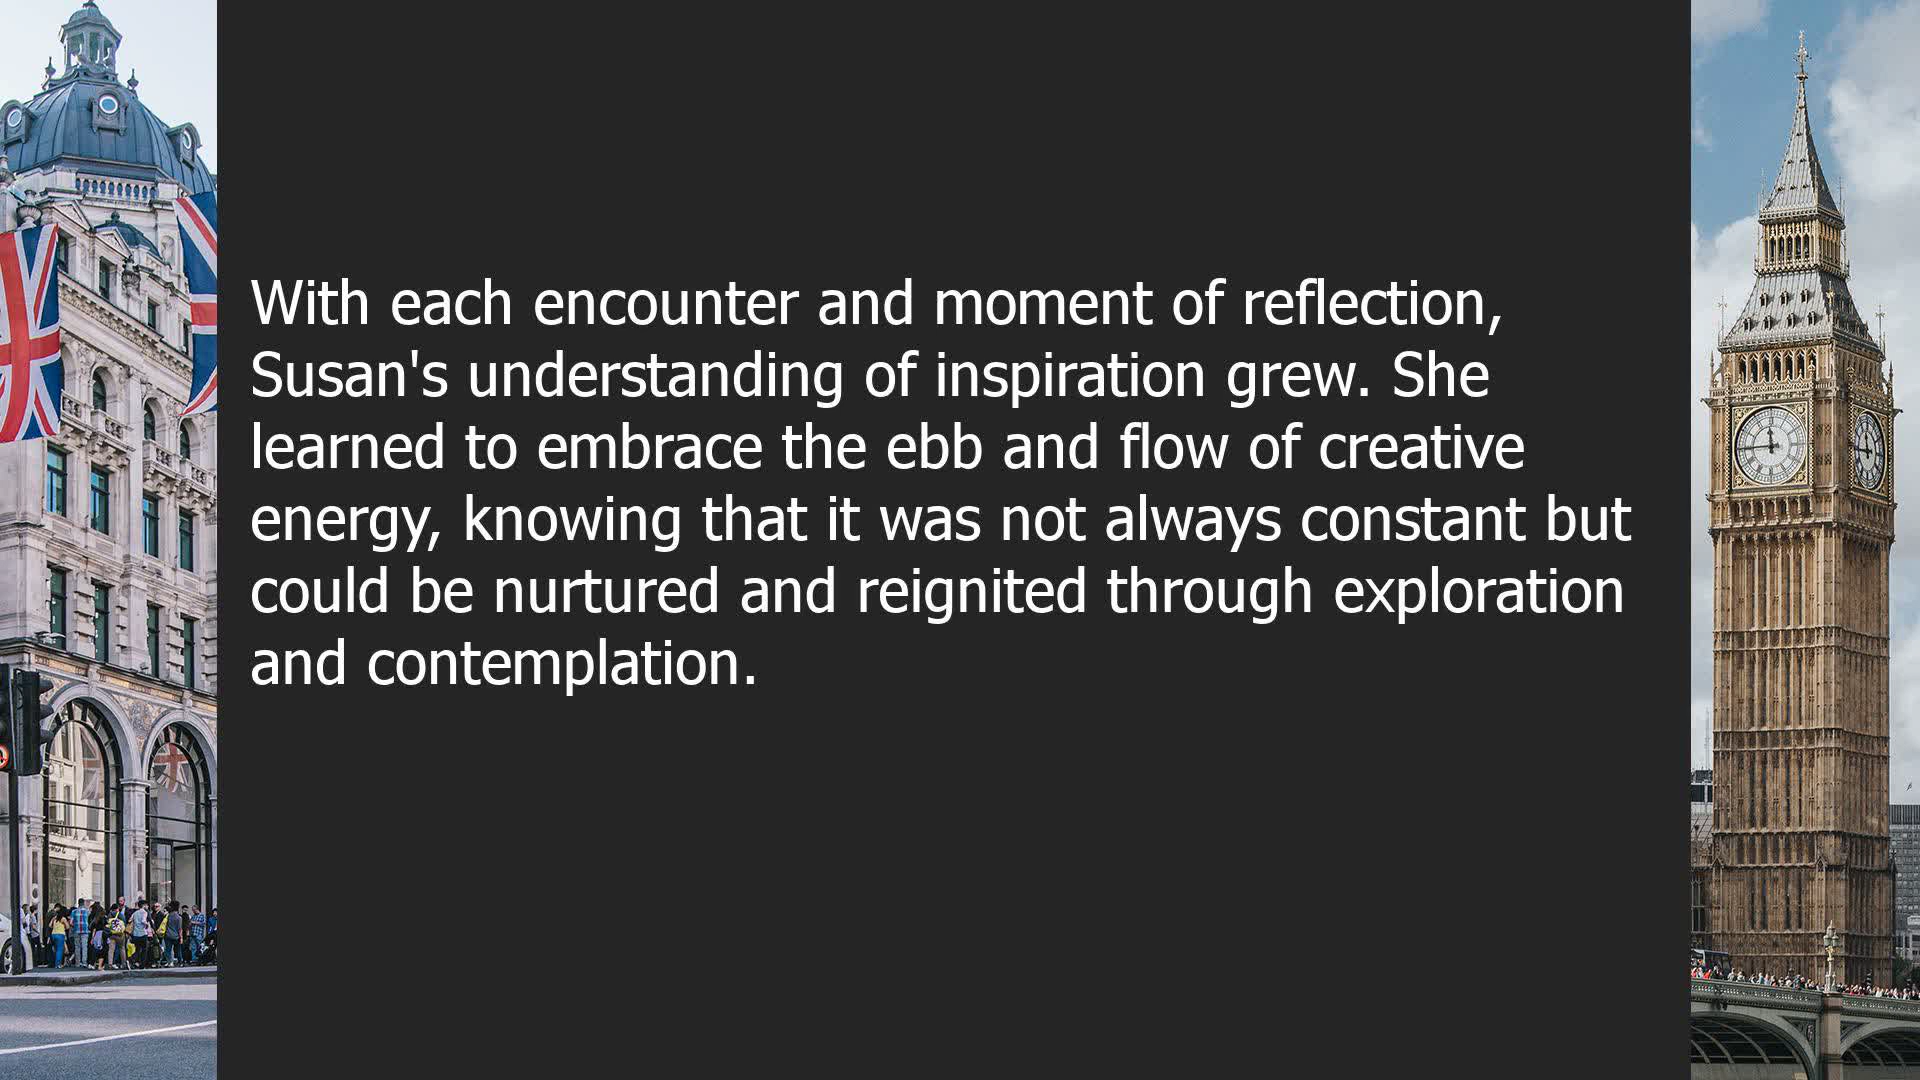 With each encounter and moment of reflection,
Susan's understanding of inspiration grew. She
learned to embrace the ebb and flow of creative
energy, knowing that it was not always constant but
could be nurtured and reignited through exploration
and contemplation.